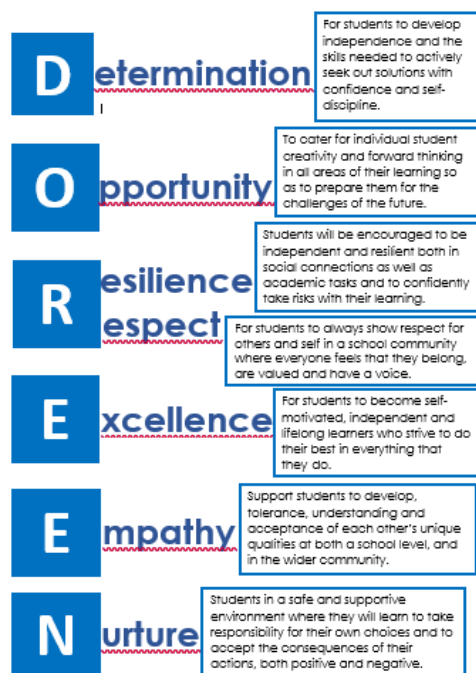 Determination
For students to develop
independence and the
skills needed to actively
seek out solutions with
confidence and self-
discipline.
Opportunity
To cater for individual student
creativity and forward thinking
in all areas of their learning so
as to prepare them for the
challenges of the future.
Resilience
Students will be encouraged to be
independent and resilient both in
social connections as well as
academic tasks and to confidently
take risks with their learning.
espect
For students to always show respect for
others and self in a school community
where everyone feels that they belong,
are valued and have a voice.
Excellence
For students to become self-
motivated, independent and
lifelong learners who strive to do
their best in everything that
they do.
Empathy
Support students to develop,
tolerance, understanding and
acceptance of each other's unique
qualities at both a school level, and
in the wider community.
Nurture
Students in a safe and supportive
environment where they will learn to take
responsibility for their own choices and to
accept the consequences of their
actions, both positive and negative.